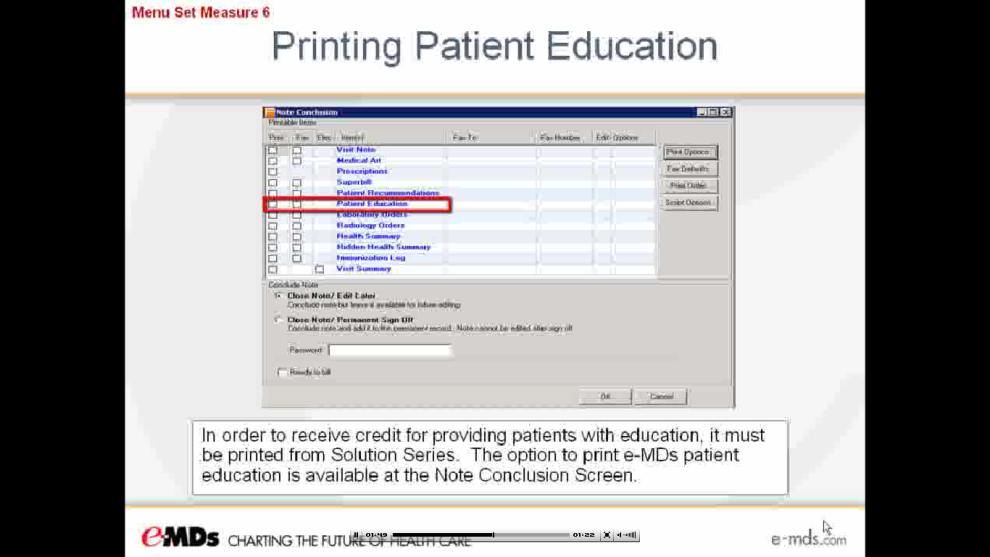 Menu Set Measure 6
Printing Patient Education
Note Conclusion
Printable Items
Print Fax Elec Item(s) Fax To Fax Number Edit Options
Visit Note
Medical Art
Prescriptions
Superbill
Patient Recommendations
Patient Education
Laboratory Orders
Radiology Orders
Health Summary
Hidden Health Summary
Immunization Log
Visit Summary
Print Options
Fax Defaults
Print Order
Script Options
Conclude Note
Close Note/ Edit Later
Conclude note but leave it available for future editing
Close Note/ Permanent Sign Off
Conclude note and add it to the permanent record. Note cannot be edited after sign off
Password
Ready to bill
OK Cancel
In order to receive credit for providing patients with education, it must
be printed from Solution Series. The option to print e-MDs patient
education is available at the Note Conclusion Screen.
e-MDs CHARTING THE FUTURE OF HEALTH CARE
01:49 01:22
e-mds.com